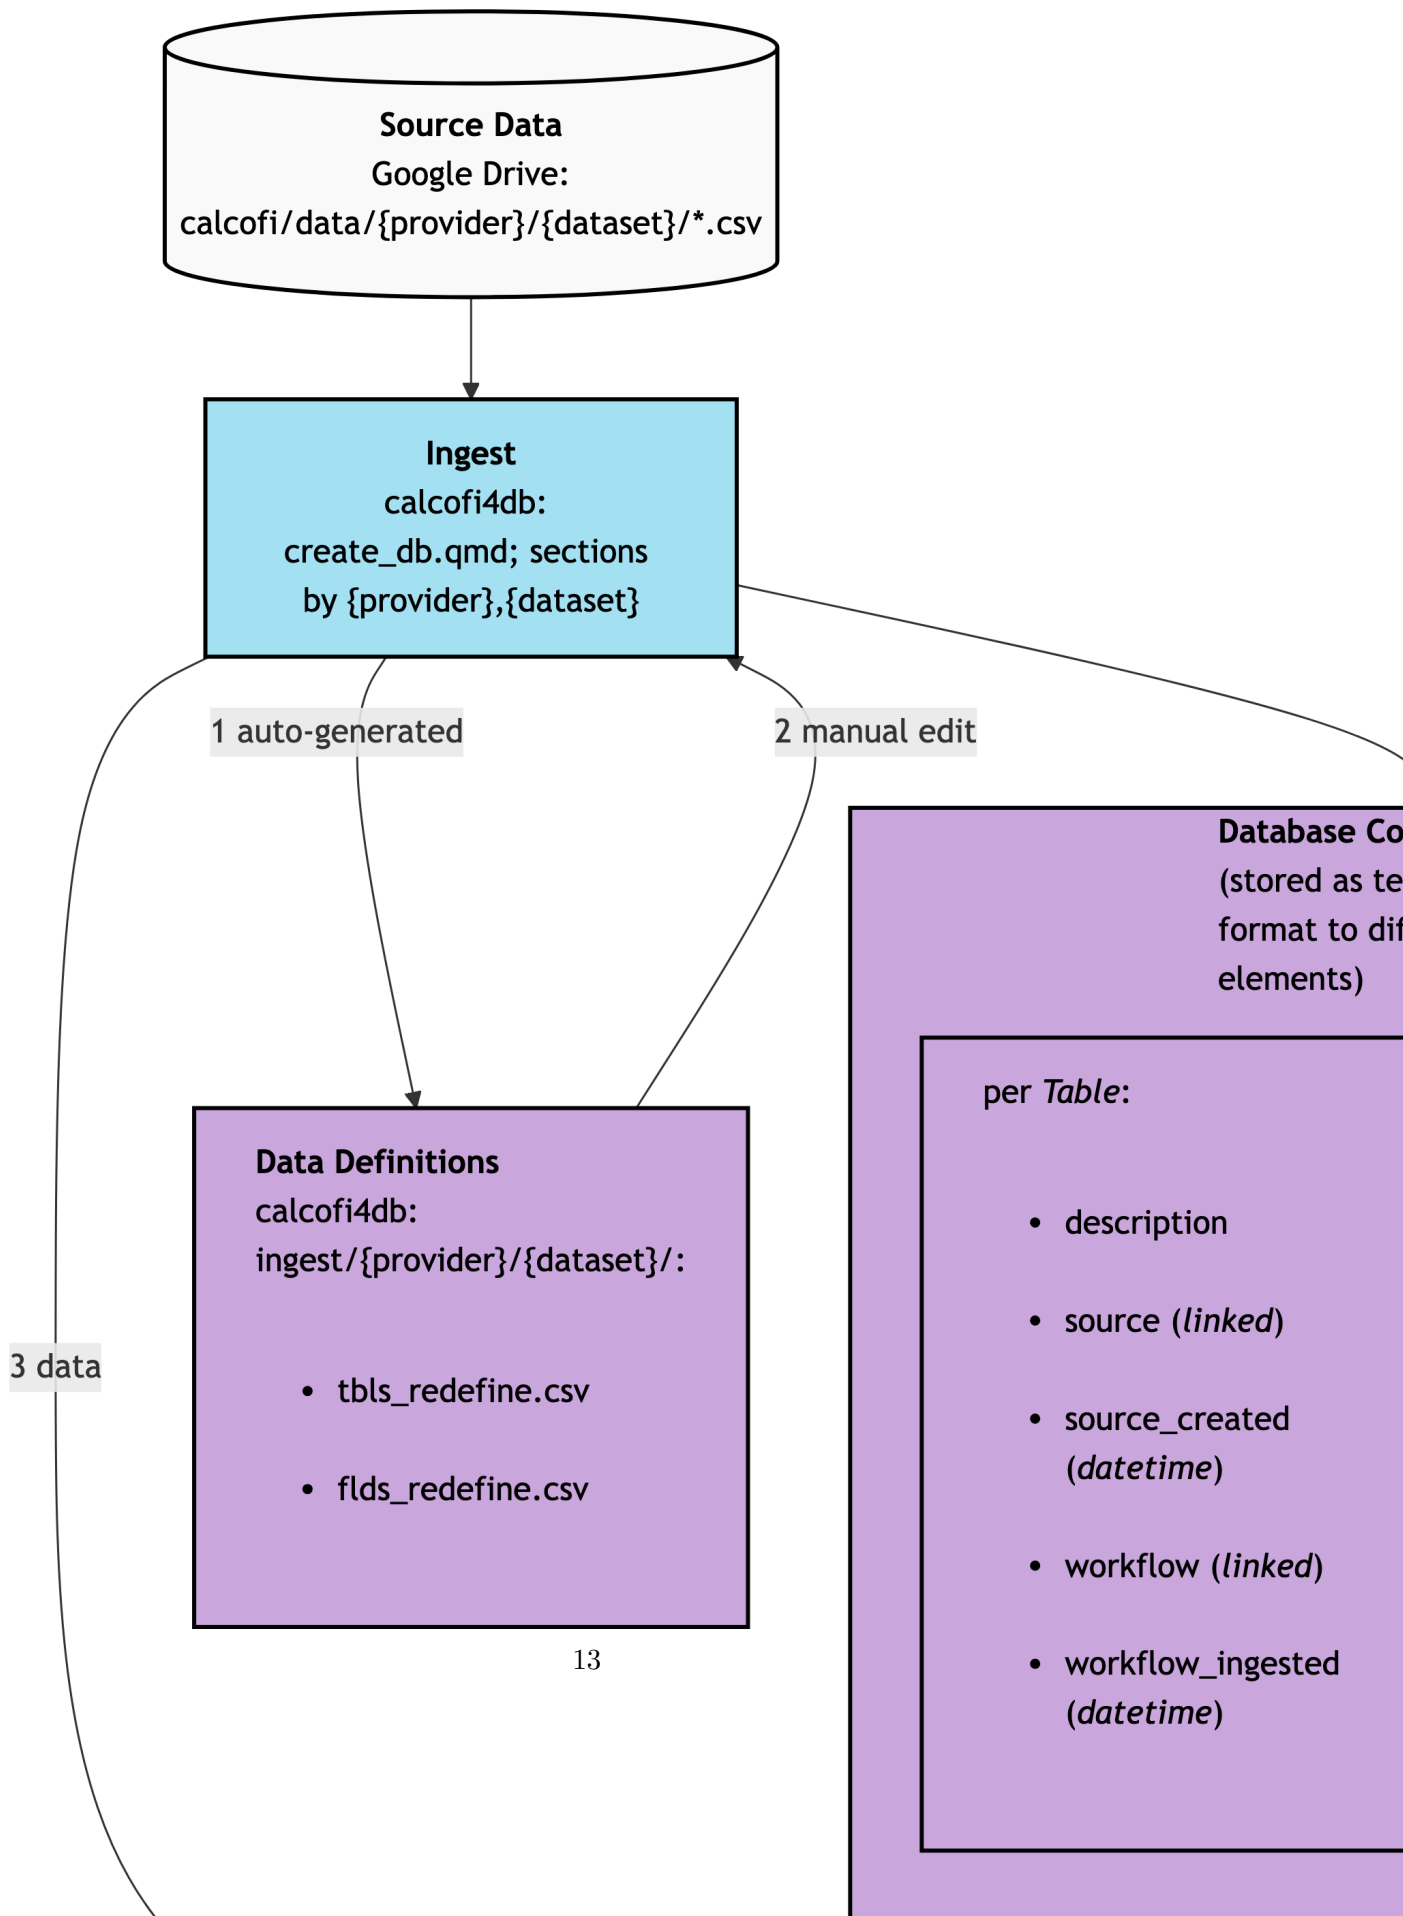 Source Data
Google Drive:
calcofi/data/{provider}/{dataset}/*.csv
Ingest
calcofi4db:
create_db.qmd; sections
by {provider},{dataset}
1 auto-generated
2 manual edit
Database Co
(stored as te
format to dif
elements)
per Table:
• description
• source (linked)
• source_created
(datetime)
• workflow (linked)
• workflow_ingested
(datetime)
Data Definitions
calcofi4db:
ingest/{provider}/{dataset}/:
• tbls_redefine.csv
• flds_redefine.csv
3 data
13